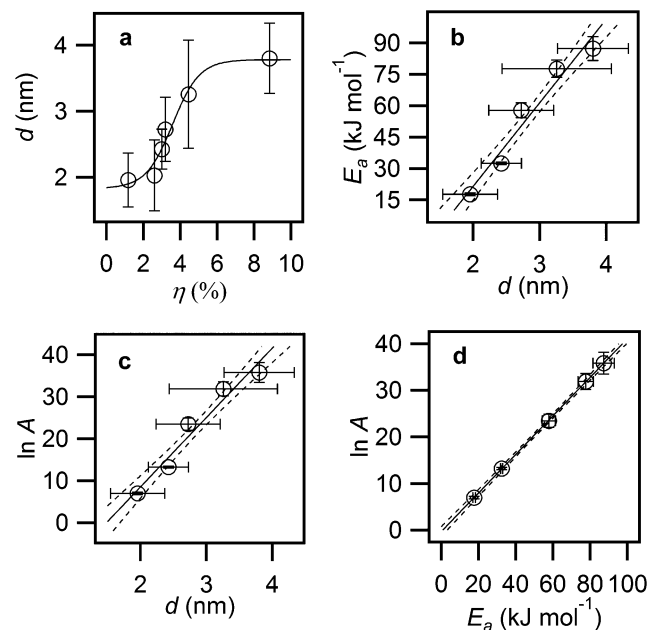 a
4
3
2
d (nm)
0 2 4 6 8 10
η (%)
b
90
75
60
45
30
15
Eₐ (kJ mol⁻¹)
2 3 4
d (nm)
c
40
30
20
10
0
ln A
2 3 4
d (nm)
d
40
30
20
10
0
ln A
0 20 40 60 80 100
Eₐ (kJ mol⁻¹)